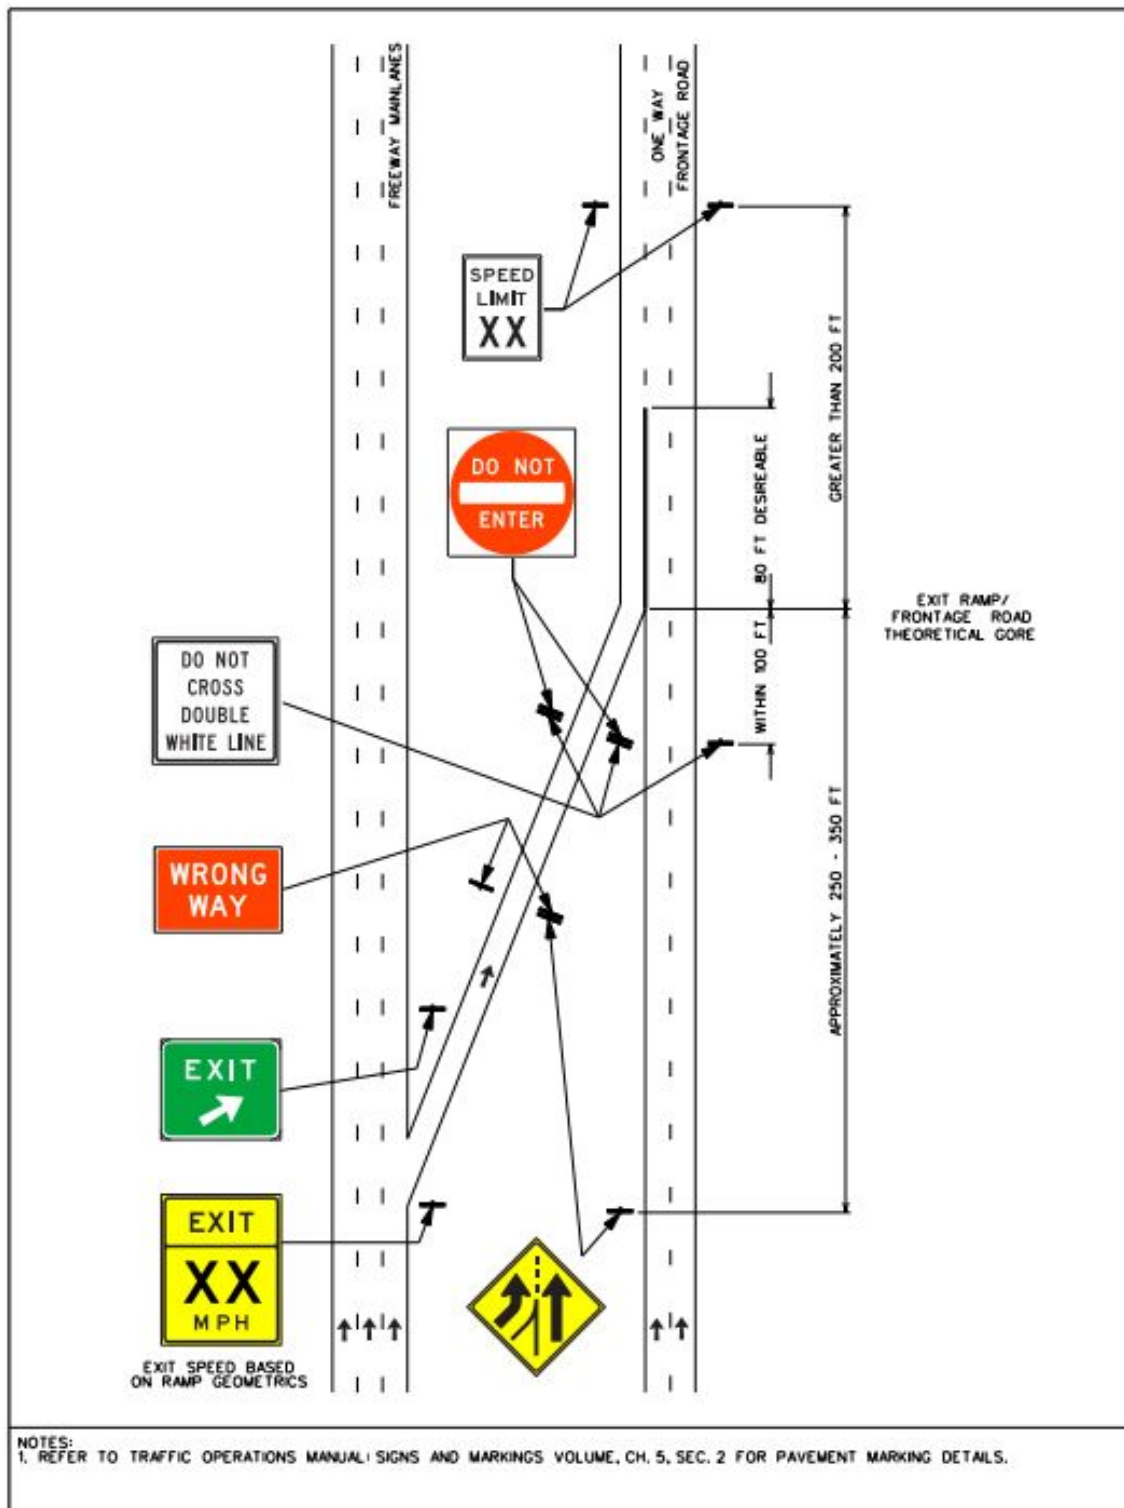 FREEWAY MAINLANES
ONE WAY
FRONTAGE ROAD
SPEED
LIMIT
XX
GREATER THAN 200 FT
DO NOT
ENTER
80 FT DESIREABLE
EXIT RAMP/
FRONTAGE ROAD
THEORETICAL GORE
WITHIN 100 FT
DO NOT
CROSS
DOUBLE
WHITE LINE
WRONG
WAY
APPROXIMATELY 250 - 350 FT
EXIT
EXIT
XX
MPH
EXIT SPEED BASED
ON RAMP GEOMETRICS
NOTES:
1. REFER TO TRAFFIC OPERATIONS MANUAL: SIGNS AND MARKINGS VOLUME, CH. 5, SEC. 2 FOR PAVEMENT MARKING DETAILS.